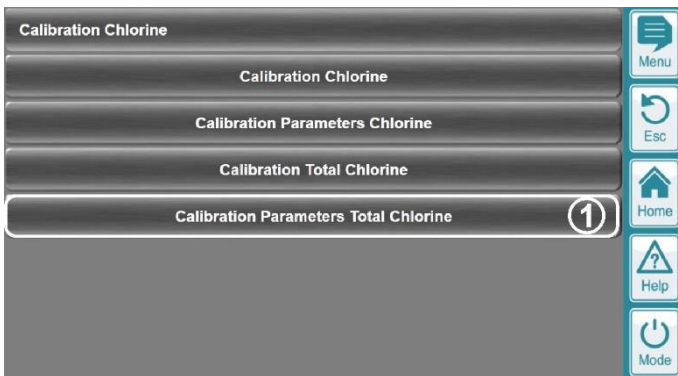 Calibration Chlorine
Calibration Chlorine
Calibration Parameters Chlorine
Calibration Total Chlorine
Calibration Parameters Total Chlorine ①
Menu
Esc
Home
?
Help
Mode